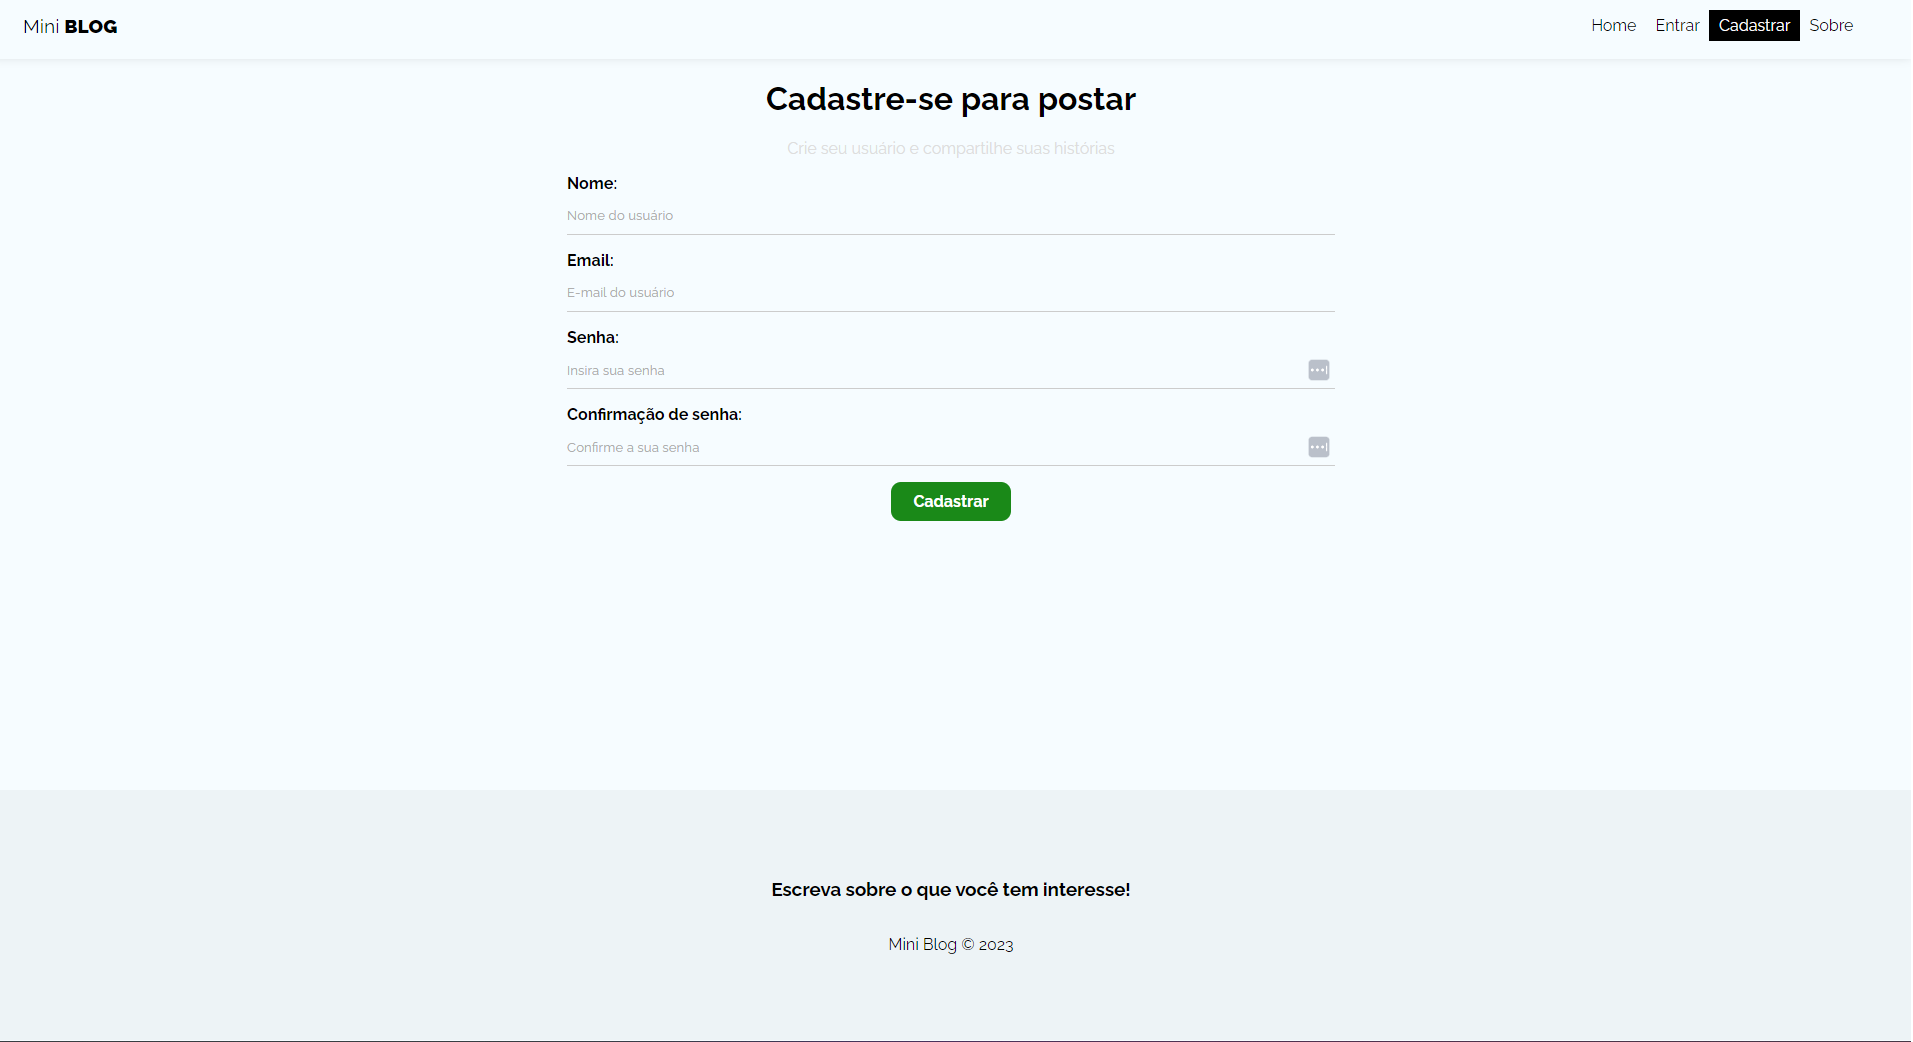 Mini BLOG
Home Entrar Cadastrar Sobre
Cadastre-se para postar
Crie seu usuário e compartilhe suas histórias
Nome:
Nome do usuário
Email:
E-mail do usuário
Senha:
Insira sua senha
Confirmação de senha:
Confirme a sua senha
Cadastrar
Escreva sobre o que você tem interesse!
Mini Blog © 2023